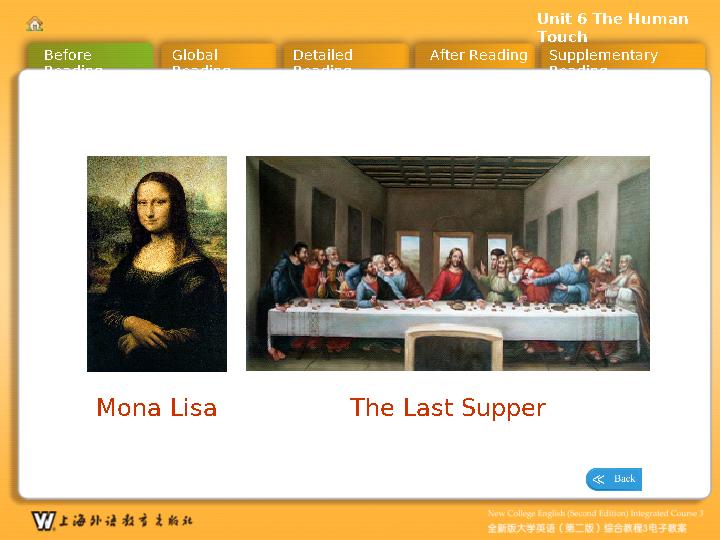 Unit 6 The Human
Touch
Before
Reading
Global
Reading
Detailed
Reading
After Reading
Supplementary
Reading
Mona Lisa
The Last Supper
Back
上海外语教育出版社
New College English (Second Edition) Integrated Course 3
全新版大学英语（第二版）综合教程3电子教案